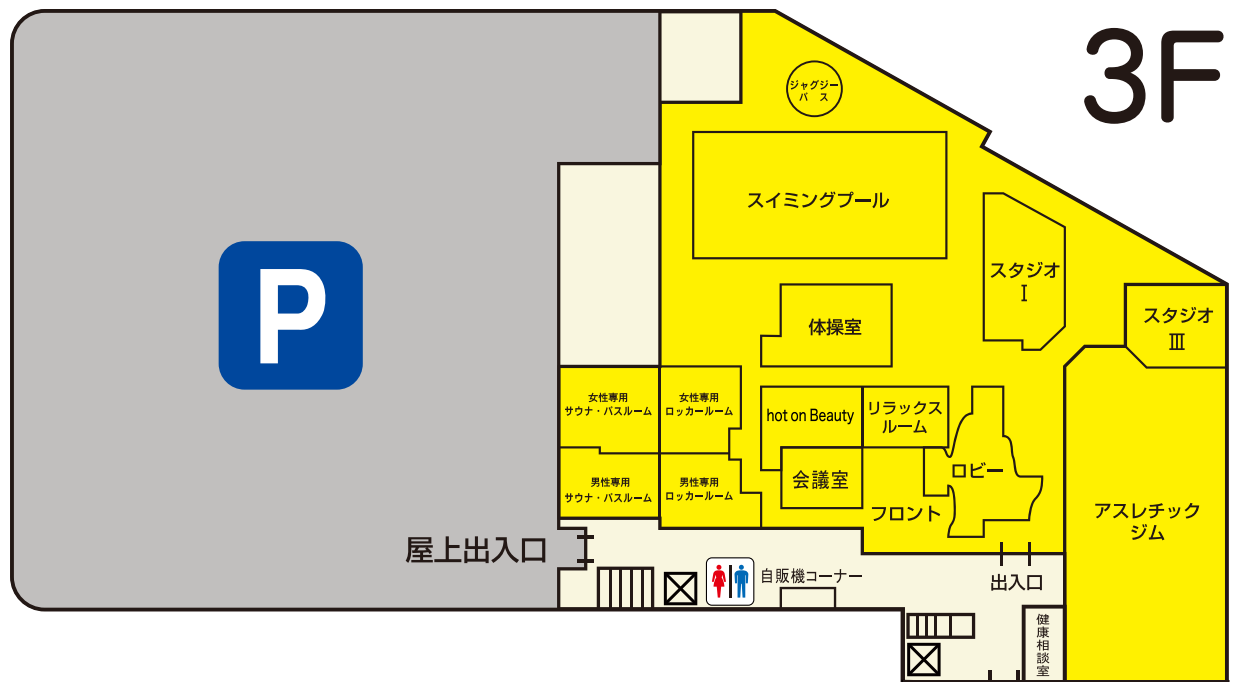 3F
ジャグジー
バス
スイミングプール
スタジオ
Ⅰ
スタジオ
Ⅲ
P
体操室
女性専用
サウナ・バスルーム
女性専用
ロッカールーム
hot on Beauty
リラックス
ルーム
ロビー
会議室
男性専用
サウナ・バスルーム
男性専用
ロッカールーム
フロント
アスレチック
ジム
屋上出入口
自販機コーナー
出入口
健康相談室